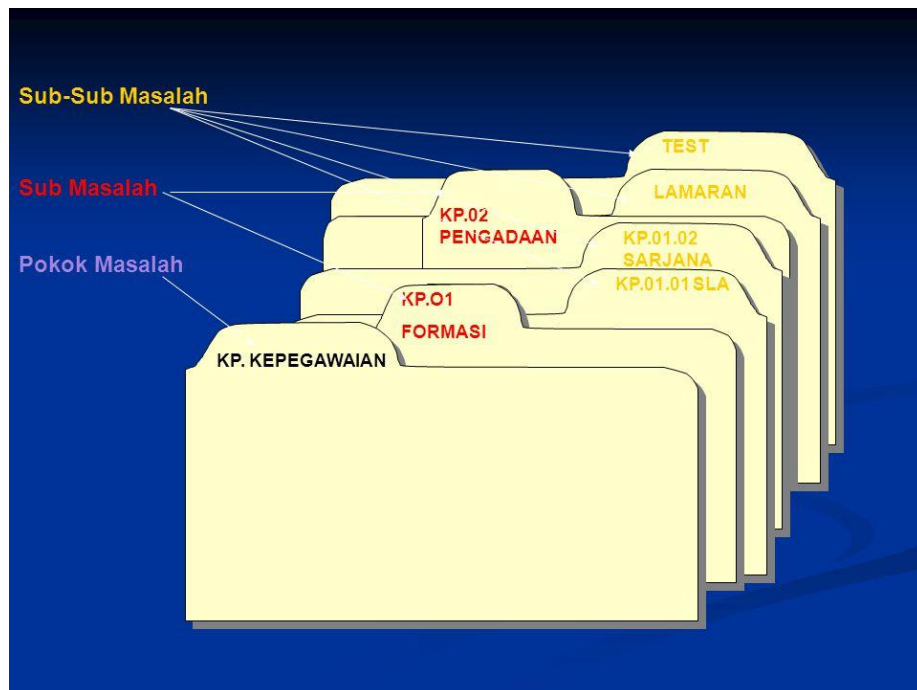 Sub-Sub Masalah
TEST
LAMARAN
Sub Masalah
KP.02
PENGADAAN
KP.01.02
SARJANA
Pokok Masalah
KP.01.01 SLA
KP.O1
FORMASI
KP. KEPEGAWAIAN